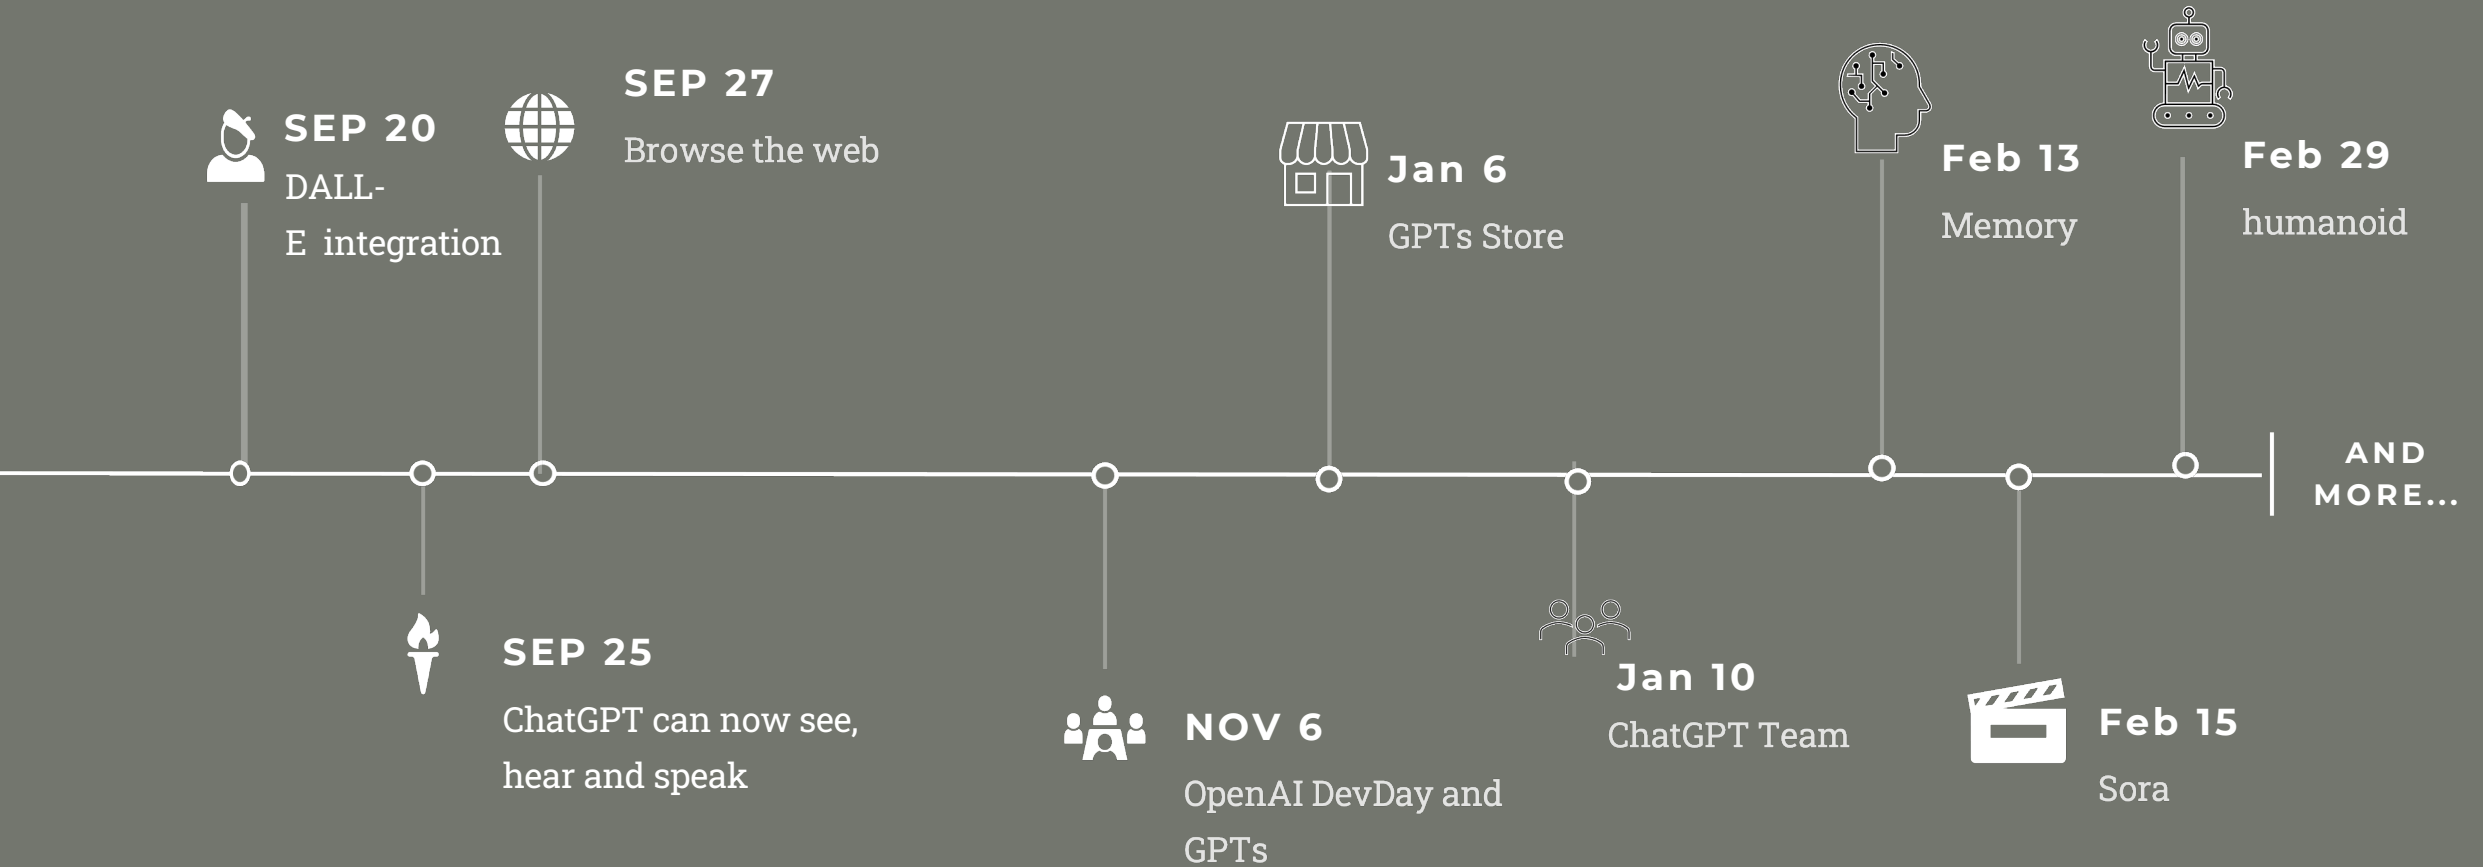 SEP 20
DALL-
E  integration
SEP 25
ChatGPT can now see,
hear and speak
SEP 27
Browse the web
NOV 6
OpenAI DevDay and
GPTs
Jan 6
GPTs Store
Jan 10
ChatGPT Team
Feb 13
Memory
Feb 15
Sora
Feb 29
humanoid
AND
MORE...